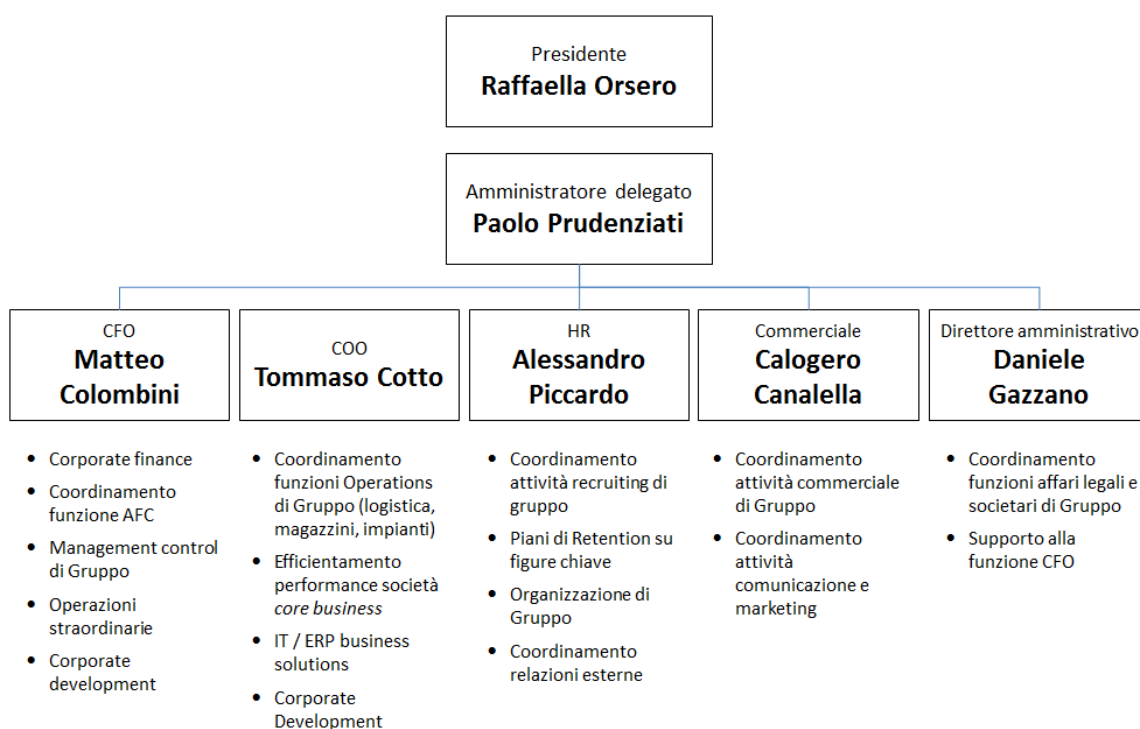 Presidente
Raffaella Orsero
Amministratore delegato
Paolo Prudenziati
CFO
Matteo
Colombini
COO
Tommaso Cotto
HR
Alessandro
Piccardo
Commerciale
Calogero
Canalella
Direttore amministrativo
Daniele
Gazzano
• Corporate finance
• Coordinamento
funzione AFC
• Management control
di Gruppo
• Operazioni
straordinarie
• Corporate
development
• Coordinamento
funzioni Operations
di Gruppo (logistica,
magazzini, impianti)
• Efficientamento
performance società
core business
• IT / ERP business
solutions
• Corporate
Development
• Coordinamento
attività recruiting di
gruppo
• Piani di Retention su
figure chiave
• Organizzazione di
Gruppo
• Coordinamento
relazioni esterne
• Coordinamento
attività commerciale
di Gruppo
• Coordinamento
attività
comunicazione e
marketing
• Coordinamento
funzioni affari legali e
societari di Gruppo
• Supporto alla
funzione CFO